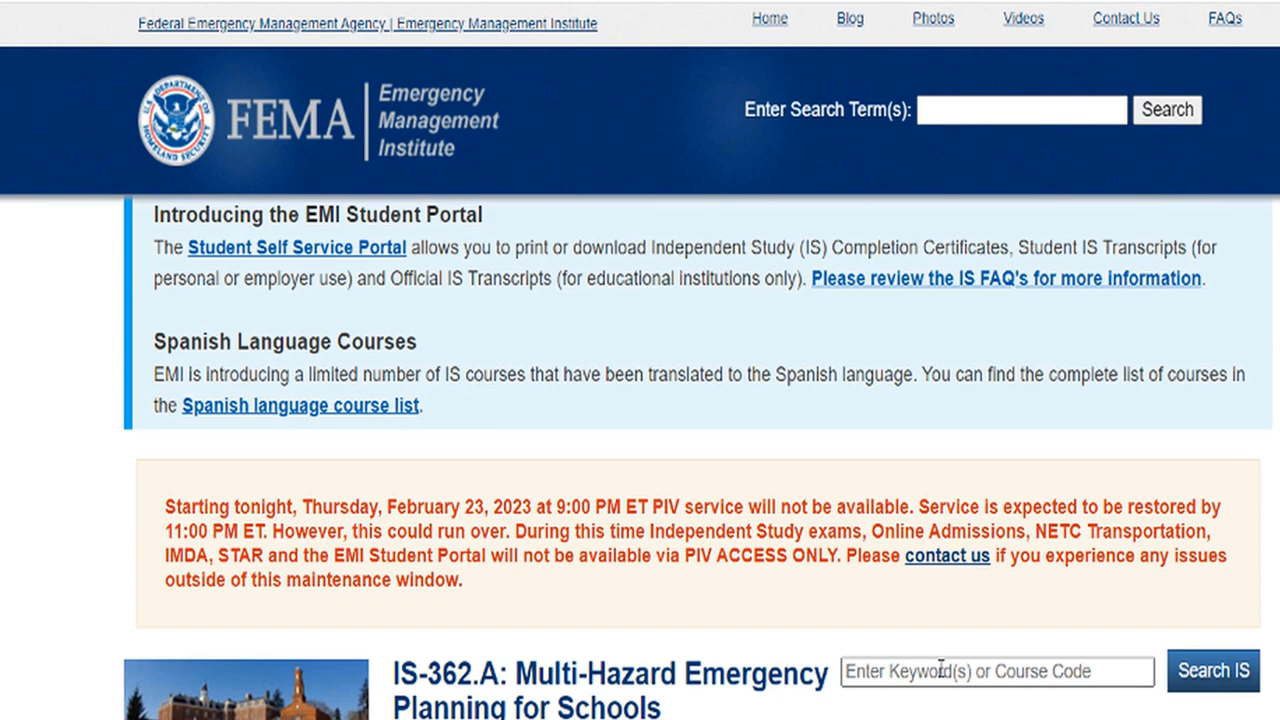 Federal Emergency Management Agency | Emergency Management Institute
Home Blog Photos Videos Contact Us FAQs
U.S. DEPARTMENT OF HOMELAND SECURITY
FEMA
Emergency
Management
Institute
Enter Search Term(s): Search
Introducing the EMI Student Portal
The Student Self Service Portal allows you to print or download Independent Study (IS) Completion Certificates, Student IS Transcripts (for
personal or employer use) and Official IS Transcripts (for educational institutions only). Please review the IS FAQ's for more information.
Spanish Language Courses
EMI is introducing a limited number of IS courses that have been translated to the Spanish language. You can find the complete list of courses in
the Spanish language course list.
Starting tonight, Thursday, February 23, 2023 at 9:00 PM ET PIV service will not be available. Service is expected to be restored by
11:00 PM ET. However, this could run over. During this time Independent Study exams, Online Admissions, NETC Transportation,
IMDA, STAR and the EMI Student Portal will not be available via PIV ACCESS ONLY. Please contact us if you experience any issues
outside of this maintenance window.
IS-362.A: Multi-Hazard Emergency
Planning for Schools
Enter Keyword(s) or Course Code Search IS